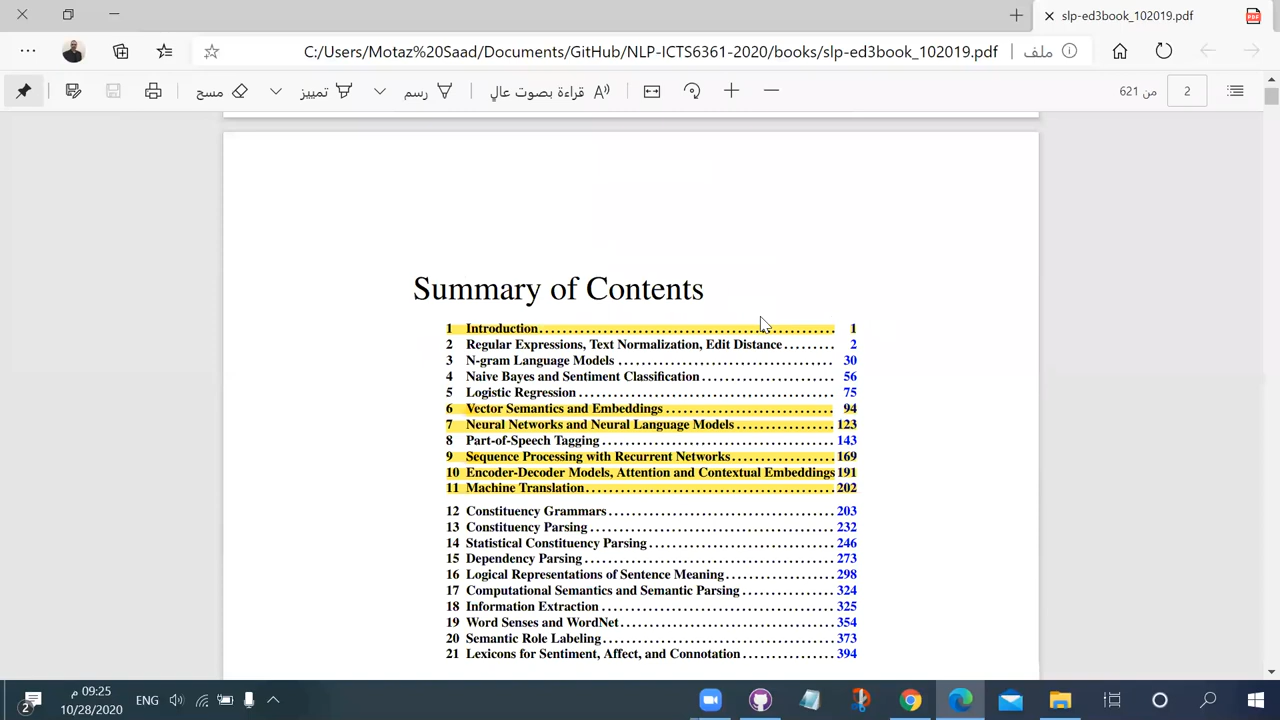 slp-ed3book_102019.pdf
C:/Users/Motaz%20Saad/Documents/GitHub/NLP-ICTS6361-2020/books/slp-ed3book_102019.pdf
ملف
مسح
تمييز
رسم
قراءة بصوت عالٍ
من 621
2
Summary of Contents
1 Introduction 1
2 Regular Expressions, Text Normalization, Edit Distance 2
3 N-gram Language Models 30
4 Naive Bayes and Sentiment Classification 56
5 Logistic Regression 75
6 Vector Semantics and Embeddings 94
7 Neural Networks and Neural Language Models 123
8 Part-of-Speech Tagging 143
9 Sequence Processing with Recurrent Networks 169
10 Encoder-Decoder Models, Attention and Contextual Embeddings 191
11 Machine Translation 202
12 Constituency Grammars 203
13 Constituency Parsing 232
14 Statistical Constituency Parsing 246
15 Dependency Parsing 273
16 Logical Representations of Sentence Meaning 298
17 Computational Semantics and Semantic Parsing 324
18 Information Extraction 325
19 Word Senses and WordNet 354
20 Semantic Role Labeling 373
21 Lexicons for Sentiment, Affect, and Connotation 394
2
09:25 م
10/28/2020
ENG